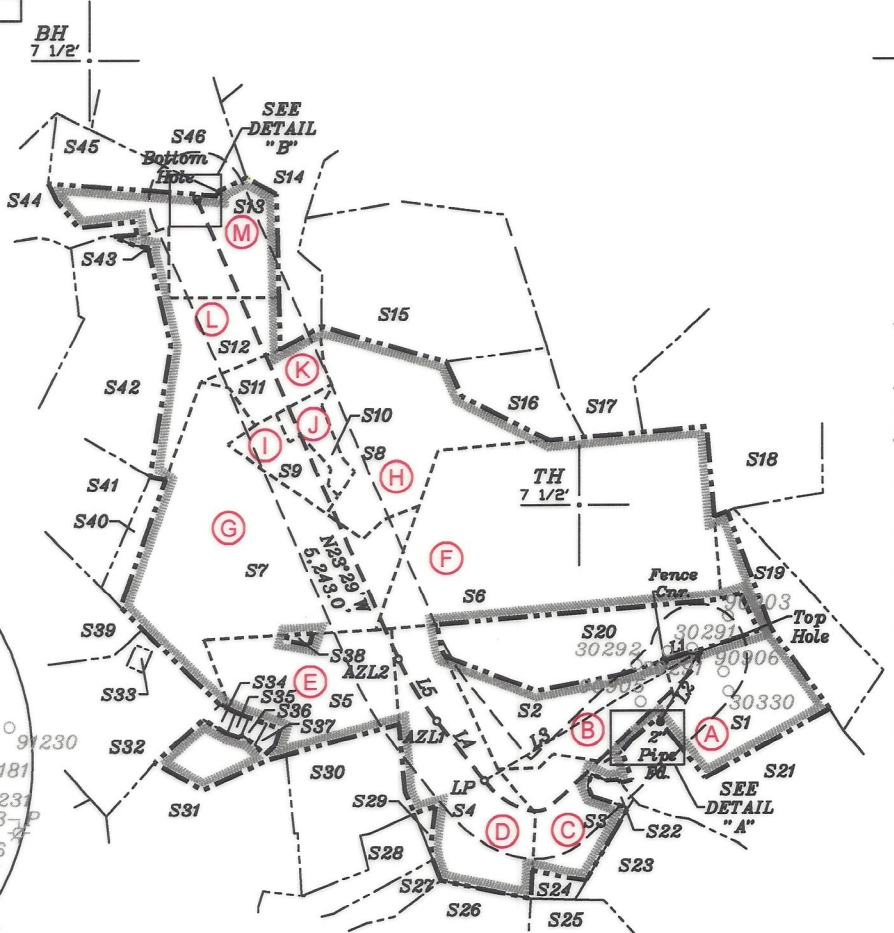 BH
7 1/2'
SEE
DETAIL
"B"
S46
S45
Bottom
Hole
S14
S44
S13
M
S43
L
S15
S12
K
S42
S11
S10
S16
S17
J
I
S8
S9
H
S18
TH
7 1/2'
S41
S40
G
F
N23°29'W
5,243.0'
S7
Fence
Cnr.
S19
S6
90903
S39
S20
30291
Top
Hole
30292
L1
S38
90906
S33
S34
E
AZL2
L5
L2
30330
S35
S5
S36
S2
B
A
S1
S37
AZL1
L4
L3
2"
Pipe
Fd.
91230
S32
S30
S21
LP
SEE
DETAIL
"A"
S31
S29
S4
D
C
S3
S22
S28
S23
S27
S24
S26
S25